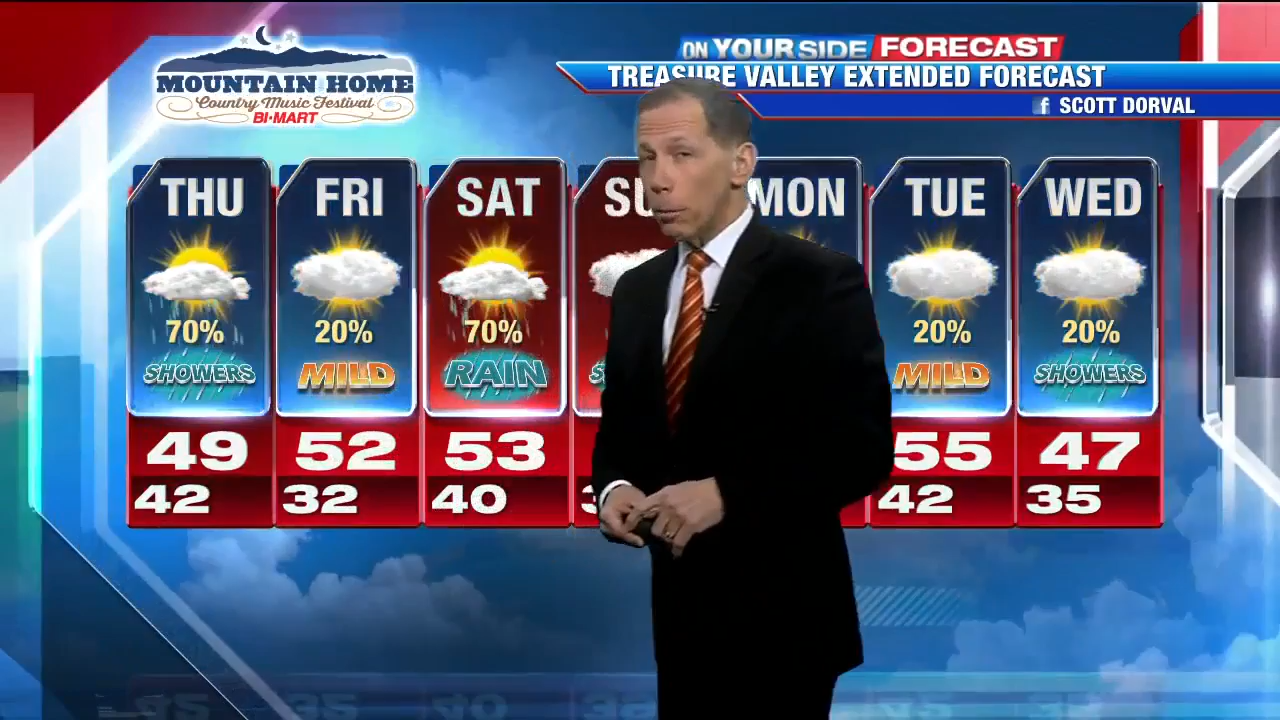 MOUNTAIN HOME
Country Music Festival
BI-MART
ON YOUR SIDE FORECAST
TREASURE VALLEY EXTENDED FORECAST
f SCOTT DORVAL
THU FRI SAT MON TUE WED
70% 20% 70% 20% 20%
SHOWERS MILD RAIN MILD SHOWERS
49 52 53 55 47
42 32 40 42 35